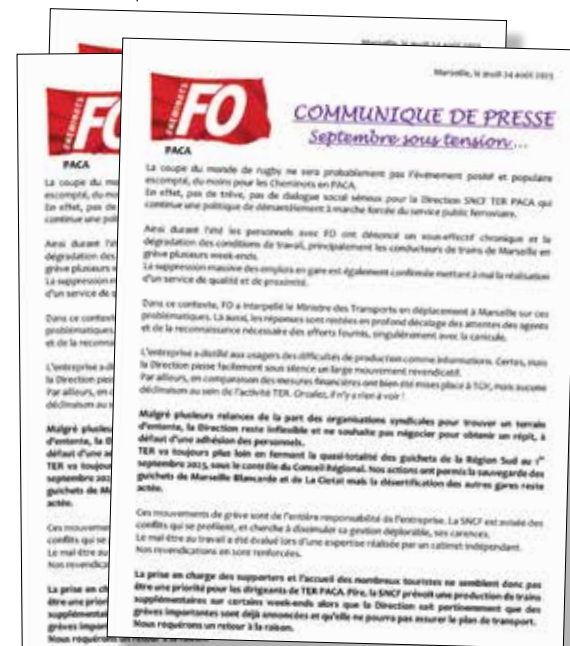 Marseille, le jeudi 24 août 2023
FO
CHEMINOTS
PACA
COMMUNIQUE DE PRESSE
Septembre sous tension...
La coupe du monde de rugby ne sera probablement pas l'événement positif et populaire
escompté, du moins pour les Cheminots en PACA.
En effet, pas de trêve, pas de dialogue social sérieux pour la Direction SNCF TER PACA qui
continue une politique de démantèlement à marche forcée du service public ferroviaire.
Ainsi durant l'été les personnels avec FO ont dénoncé un sous-effectif chronique et la
dégradation des conditions de travail, principalement les conducteurs de trains de Marseille en
grève plusieurs week-ends.
La suppression massive des emplois en gare est également confirmée mettant à mal la réalisation
d'un service de qualité et de proximité.
Dans ce contexte, FO a interpellé le Ministre des Transports en déplacement à Marseille sur ces
problématiques. Là aussi, les réponses sont restées en profond décalage des attentes des agents
et de la reconnaissance nécessaire des efforts fournis, singulièrement avec la canicule.
L'entreprise a distillé aux usagers des difficultés de production comme informations. Certes, mais
la Direction passe facilement sous silence un large mouvement revendicatif.
Par ailleurs, en comparaison des mesures financières ont bien été mises place à TGV, mais aucune
déclinaison au sein de l'activité TER. Circulez, il n'y a rien à voir !
Malgré plusieurs relances de la part des organisations syndicales pour trouver un terrain
d'entente, la Direction reste inflexible et ne souhaite pas négocier pour obtenir un répit, à
défaut d'une adhésion des personnels.
TER va toujours plus loin en fermant la quasi-totalité des guichets de la Région Sud au 1er
septembre 2023, sous le contrôle du Conseil Régional. Nos actions ont permis la sauvegarde des
guichets de Marseille Blancarde et de La Ciotat mais la désertification des autres gares reste
actée.
Ces mouvements de grève sont de l'entière responsabilité de l'entreprise. La SNCF est avisée des
conflits qui se profilent, et cherche à dissimuler sa gestion déplorable, ses carences.
Le mal être au travail a été évalué lors d'une expertise réalisée par un cabinet indépendant.
Nos revendications en sont renforcées.
La prise en charge des supporters et l'accueil des nombreux touristes ne semblent donc pas
être une priorité pour les dirigeants de TER PACA. Pire, la SNCF prévoit une production de trains
supplémentaires sur certains week-ends alors que la Direction sait pertinemment que des
grèves importantes sont déjà annoncées et qu'elle ne pourra pas assurer le plan de transport.
Nous requérons un retour à la raison.